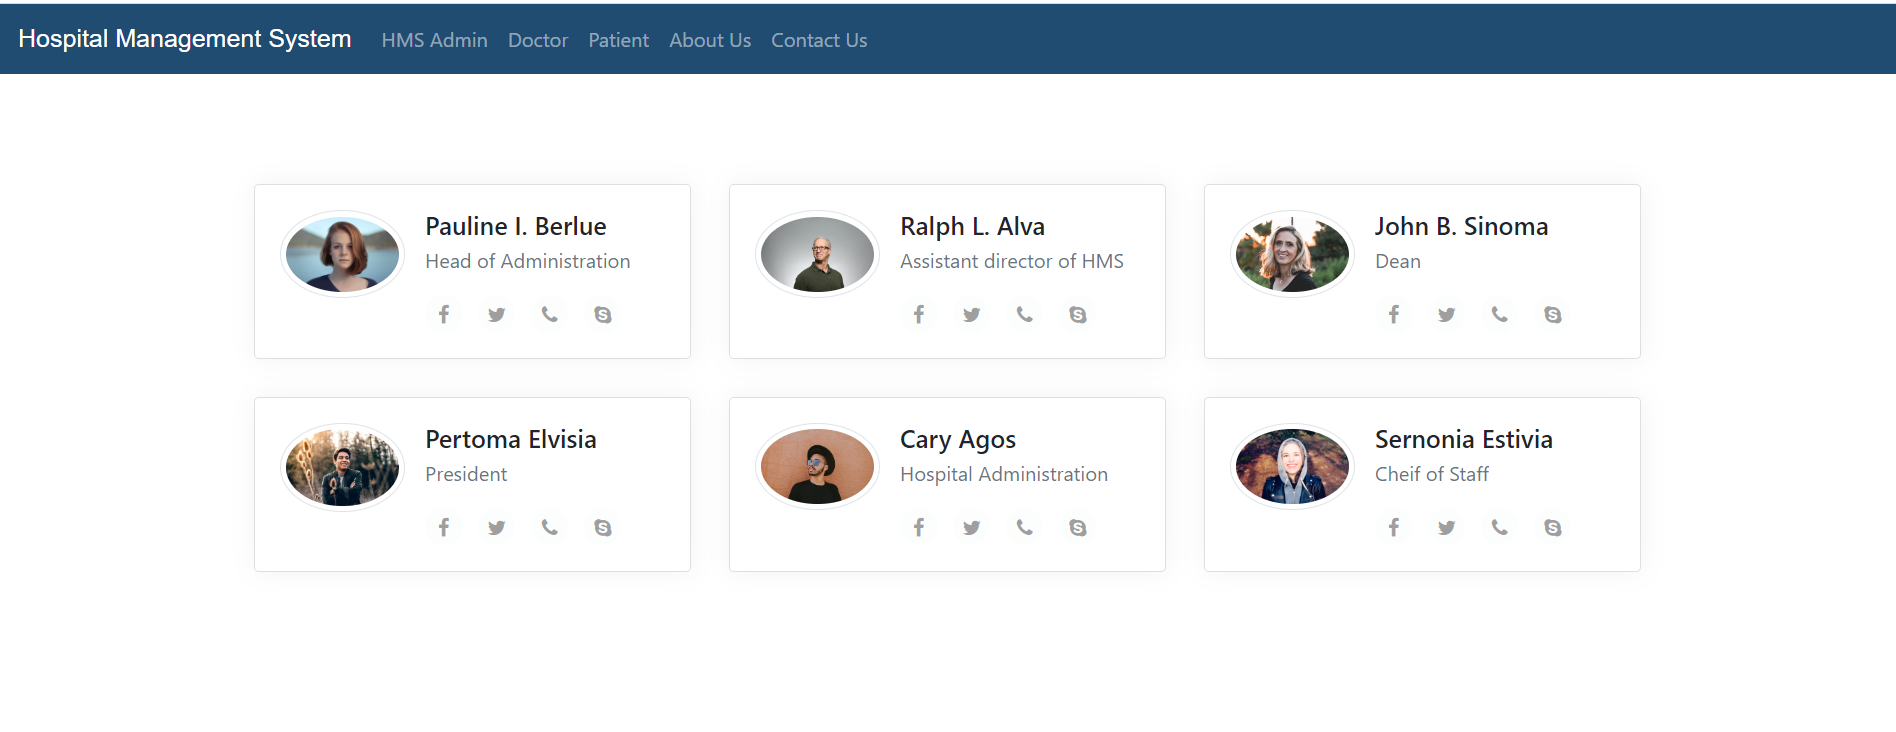 Hospital Management System HMS Admin Doctor Patient About Us Contact Us
Pauline I. Berlue
Head of Administration
Ralph L. Alva
Assistant director of HMS
John B. Sinoma
Dean
Pertoma Elvisia
President
Cary Agos
Hospital Administration
Sernonia Estivia
Cheif of Staff